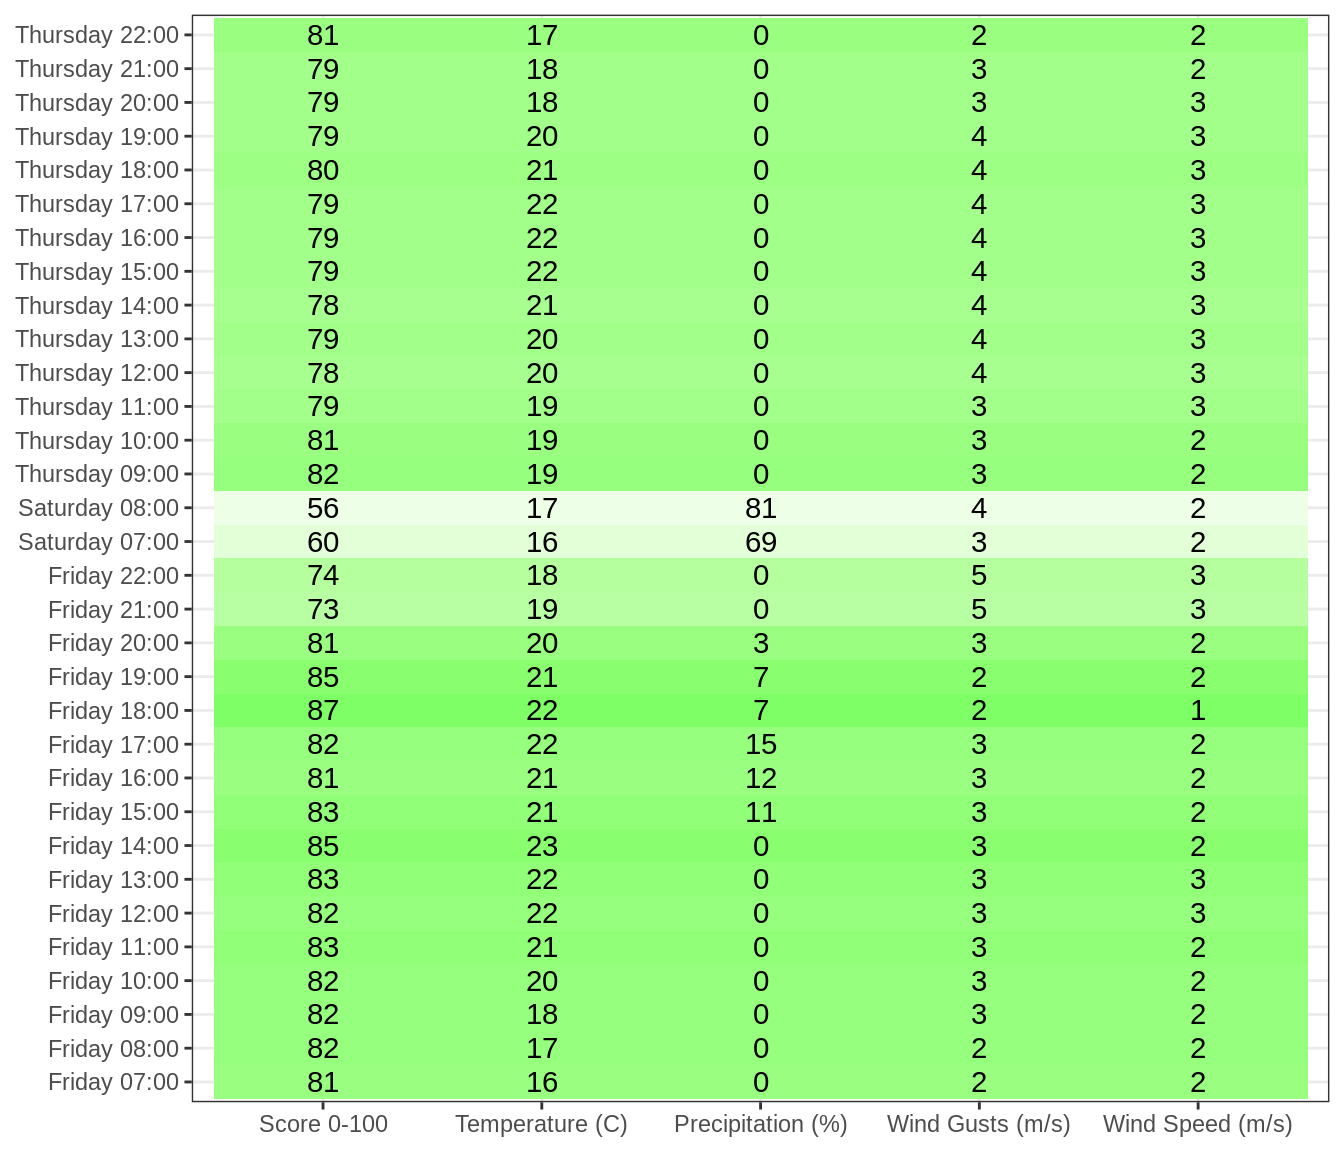 Thursday 22:00 81 17 0 2 2
Thursday 21:00 79 18 0 3 2
Thursday 20:00 79 18 0 3 3
Thursday 19:00 79 20 0 4 3
Thursday 18:00 80 21 0 4 3
Thursday 17:00 79 22 0 4 3
Thursday 16:00 79 22 0 4 3
Thursday 15:00 79 22 0 4 3
Thursday 14:00 78 21 0 4 3
Thursday 13:00 79 20 0 4 3
Thursday 12:00 78 20 0 4 3
Thursday 11:00 79 19 0 3 3
Thursday 10:00 81 19 0 3 2
Thursday 09:00 82 19 0 3 2
Saturday 08:00 56 17 81 4 2
Saturday 07:00 60 16 69 3 2
Friday 22:00 74 18 0 5 3
Friday 21:00 73 19 0 5 3
Friday 20:00 81 20 3 3 2
Friday 19:00 85 21 7 2 2
Friday 18:00 87 22 7 2 1
Friday 17:00 82 22 15 3 2
Friday 16:00 81 21 12 3 2
Friday 15:00 83 21 11 3 2
Friday 14:00 85 23 0 3 2
Friday 13:00 83 22 0 3 3
Friday 12:00 82 22 0 3 3
Friday 11:00 83 21 0 3 2
Friday 10:00 82 20 0 3 2
Friday 09:00 82 18 0 3 2
Friday 08:00 82 17 0 2 2
Friday 07:00 81 16 0 2 2
Score 0-100 Temperature (C) Precipitation (%) Wind Gusts (m/s) Wind Speed (m/s)